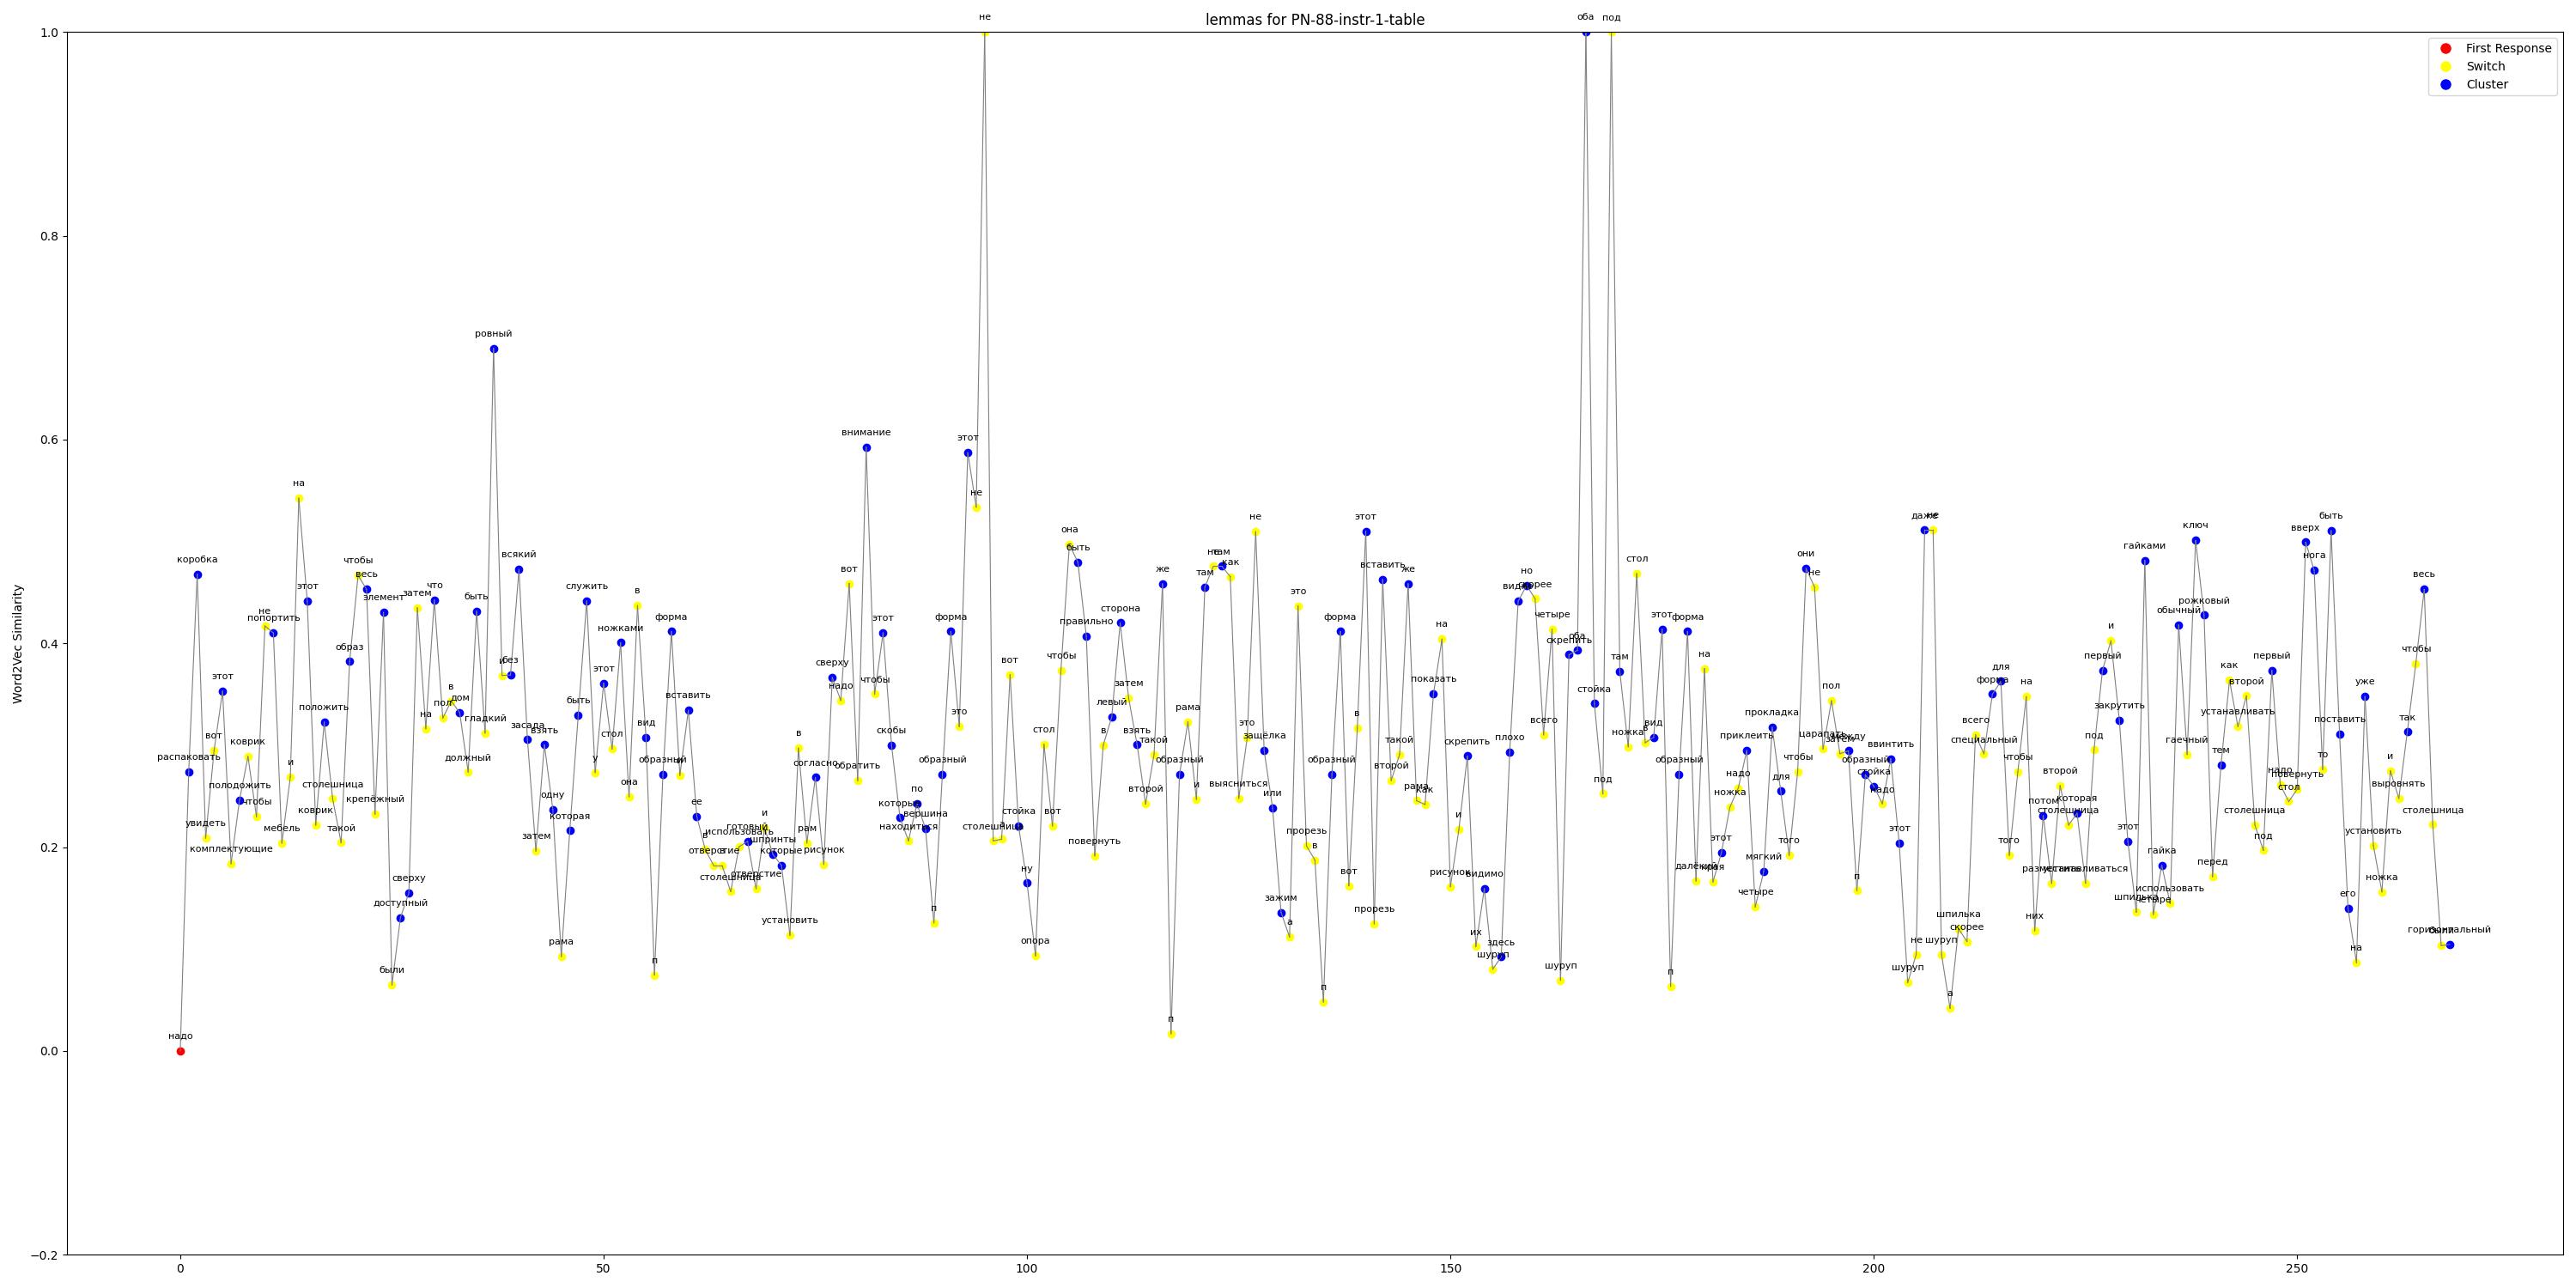 lemmas for PN-88-instr-1-table
First Response
Switch
Cluster
Word2Vec Similarity
1.0
0.8
0.6
0.4
0.2
0.0
−0.2
0
50
100
150
200
250
надо
распаковать
коробка
увидеть
вот
этот
комплектующие
полодожить
коврик
чтобы
не
попортить
мебель
и
на
этот
коврик
положить
столешница
такой
образ
чтобы
весь
крепёжный
элемент
были
доступный
сверху
затем
на
что
пол
в
дом
должный
быть
гладкий
ровный
и
без
всякий
засада
затем
взять
одну
рама
которая
быть
служить
у
этот
стол
ножками
она
в
вид
п
образный
форма
и
вставить
ее
в
отверстие
в
столешница
готовый
использовать
отверстие
и
шпринты
которые
установить
в
рам
согласно
рисунок
сверху
надо
вот
обратить
внимание
чтобы
этот
скобы
которые
находиться
по
вершина
п
образный
форма
это
этот
не
не
столешница
а
вот
стойка
ну
опора
стол
вот
чтобы
она
быть
правильно
повернуть
в
левый
сторона
затем
взять
второй
такой
же
п
образный
рама
и
там
не
там
как
выясниться
это
не
защёлка
или
зажим
а
это
прорезь
в
п
образный
форма
вот
в
этот
прорезь
вставить
второй
такой
же
рама
как
показать
на
рисунок
и
скрепить
их
видимо
шуруп
здесь
плохо
видно
но
скорее
всего
четыре
шуруп
скрепить
оба
оба
стойка
под
под
там
ножка
стол
в
вид
этот
п
образный
форма
на
далёкий
края
этот
ножка
надо
приклеить
четыре
мягкий
прокладка
для
того
чтобы
они
не
царапать
пол
затем
между
п
образный
стойка
надо
ввинтить
этот
шуруп
не
даже
не
шуруп
а
шпилька
скорее
всего
специальный
форма
для
того
чтобы
на
них
потом
разместить
второй
столешница
которая
устанавливаться
под
первый
и
закрутить
этот
шпилька
гайками
четыре
гайка
использовать
обычный
гаечный
ключ
рожковый
перед
тем
как
устанавливать
второй
столешница
под
первый
надо
стол
повернуть
вверх
нога
то
быть
поставить
его
на
уже
установить
ножка
и
выровнять
так
чтобы
весь
столешница
были
горизонтальный